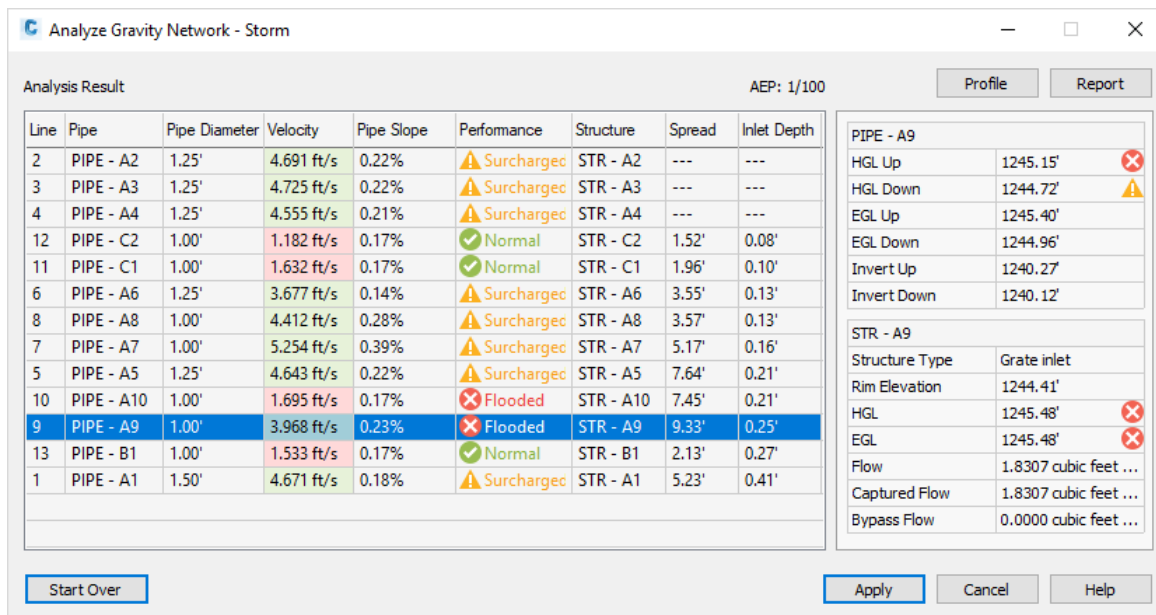 Analyze Gravity Network - Storm
Analysis Result AEP: 1/100 Profile Report
Line Pipe Pipe Diameter Velocity Pipe Slope Performance Structure Spread Inlet Depth
2 PIPE - A2 1.25' 4.691 ft/s 0.22% Surcharged STR - A2 --- ---
3 PIPE - A3 1.25' 4.725 ft/s 0.22% Surcharged STR - A3 --- ---
4 PIPE - A4 1.25' 4.555 ft/s 0.21% Surcharged STR - A4 --- ---
12 PIPE - C2 1.00' 1.182 ft/s 0.17% Normal STR - C2 1.52' 0.08'
11 PIPE - C1 1.00' 1.632 ft/s 0.17% Normal STR - C1 1.96' 0.10'
6 PIPE - A6 1.25' 3.677 ft/s 0.14% Surcharged STR - A6 3.55' 0.13'
8 PIPE - A8 1.00' 4.412 ft/s 0.28% Surcharged STR - A8 3.57' 0.13'
7 PIPE - A7 1.00' 5.254 ft/s 0.39% Surcharged STR - A7 5.17' 0.16'
5 PIPE - A5 1.25' 4.643 ft/s 0.22% Surcharged STR - A5 7.64' 0.21'
10 PIPE - A10 1.00' 1.695 ft/s 0.17% Flooded STR - A10 7.45' 0.21'
9 PIPE - A9 1.00' 3.968 ft/s 0.23% Flooded STR - A9 9.33' 0.25'
13 PIPE - B1 1.00' 1.533 ft/s 0.17% Normal STR - B1 2.13' 0.27'
1 PIPE - A1 1.50' 4.671 ft/s 0.18% Surcharged STR - A1 5.23' 0.41'
PIPE - A9
HGL Up 1245.15'
HGL Down 1244.72'
EGL Up 1245.40'
EGL Down 1244.96'
Invert Up 1240.27'
Invert Down 1240.12'
STR - A9
Structure Type Grate inlet
Rim Elevation 1244.41'
HGL 1245.48'
EGL 1245.48'
Flow 1.8307 cubic feet ...
Captured Flow 1.8307 cubic feet ...
Bypass Flow 0.0000 cubic feet ...
Start Over Apply Cancel Help